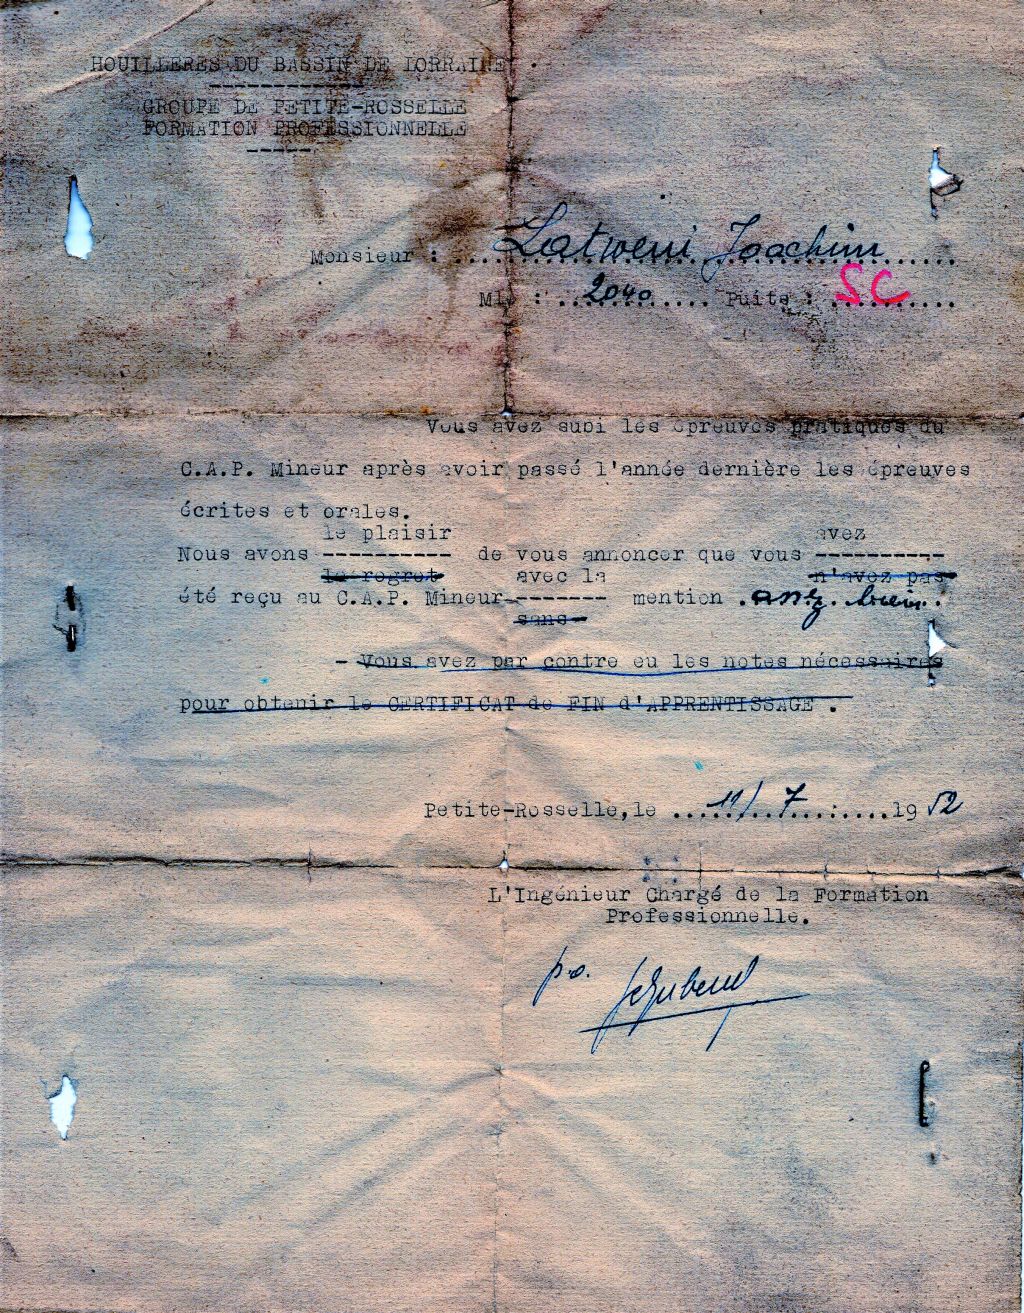 HOUILLERES DU BASSIN DE LORRAINE
GROUPE DE PETITE-ROSSELLE
FORMATION PROFESSIONNELLE
Monsieur : Latweni Joachim
Mle : 2040 Puits : SC
Vous avez subi les épreuves pratiques du
C.A.P. Mineur après avoir passé l'année dernière les épreuves
écrites et orales.
le plaisir avez
Nous avons ---------- de vous annoncer que vous ----------
le regret avec la n'avez pas
été reçu au C.A.P. Mineur ------- mention assez bien.
sans
- Vous avez par contre eu les notes nécessaires
pour obtenir le CERTIFICAT de FIN d'APPRENTISSAGE .
Petite-Rosselle, le 11/7 1952
L'Ingénieur Chargé de la Formation
Professionnelle.
p.o.